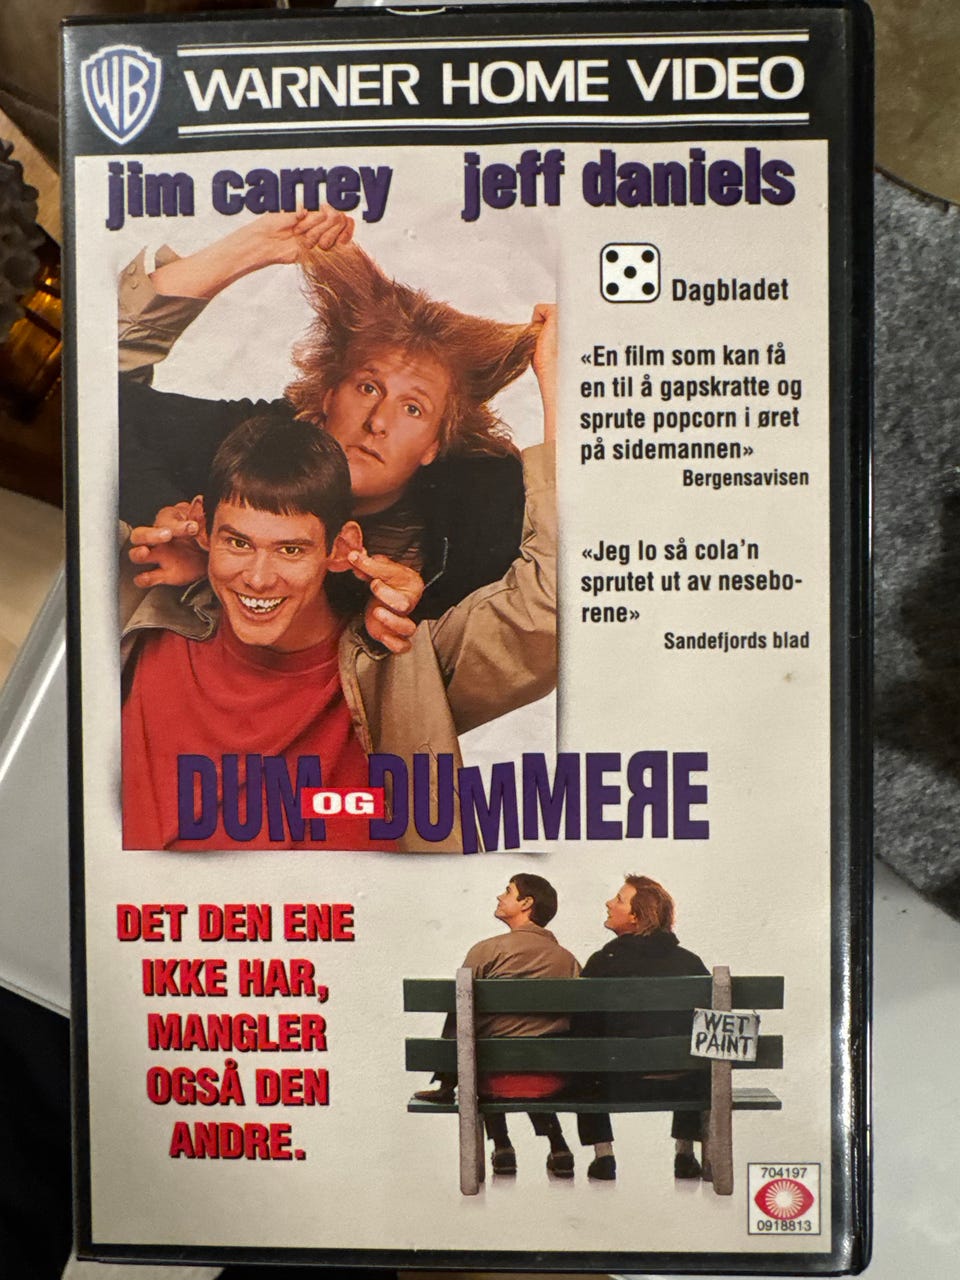 WB WARNER HOME VIDEO
jim carrey jeff daniels
Dagbladet
«En film som kan få
en til å gapskratte og
sprute popcorn i øret
på sidemannen»
Bergensavisen
«Jeg lo så cola'n
sprutet ut av nesebo-
rene»
Sandefjords blad
DUM OG DUMMERE
DET DEN ENE
IKKE HAR,
MANGLER
OGSÅ DEN
ANDRE.
WET
PAINT
704197
0918813